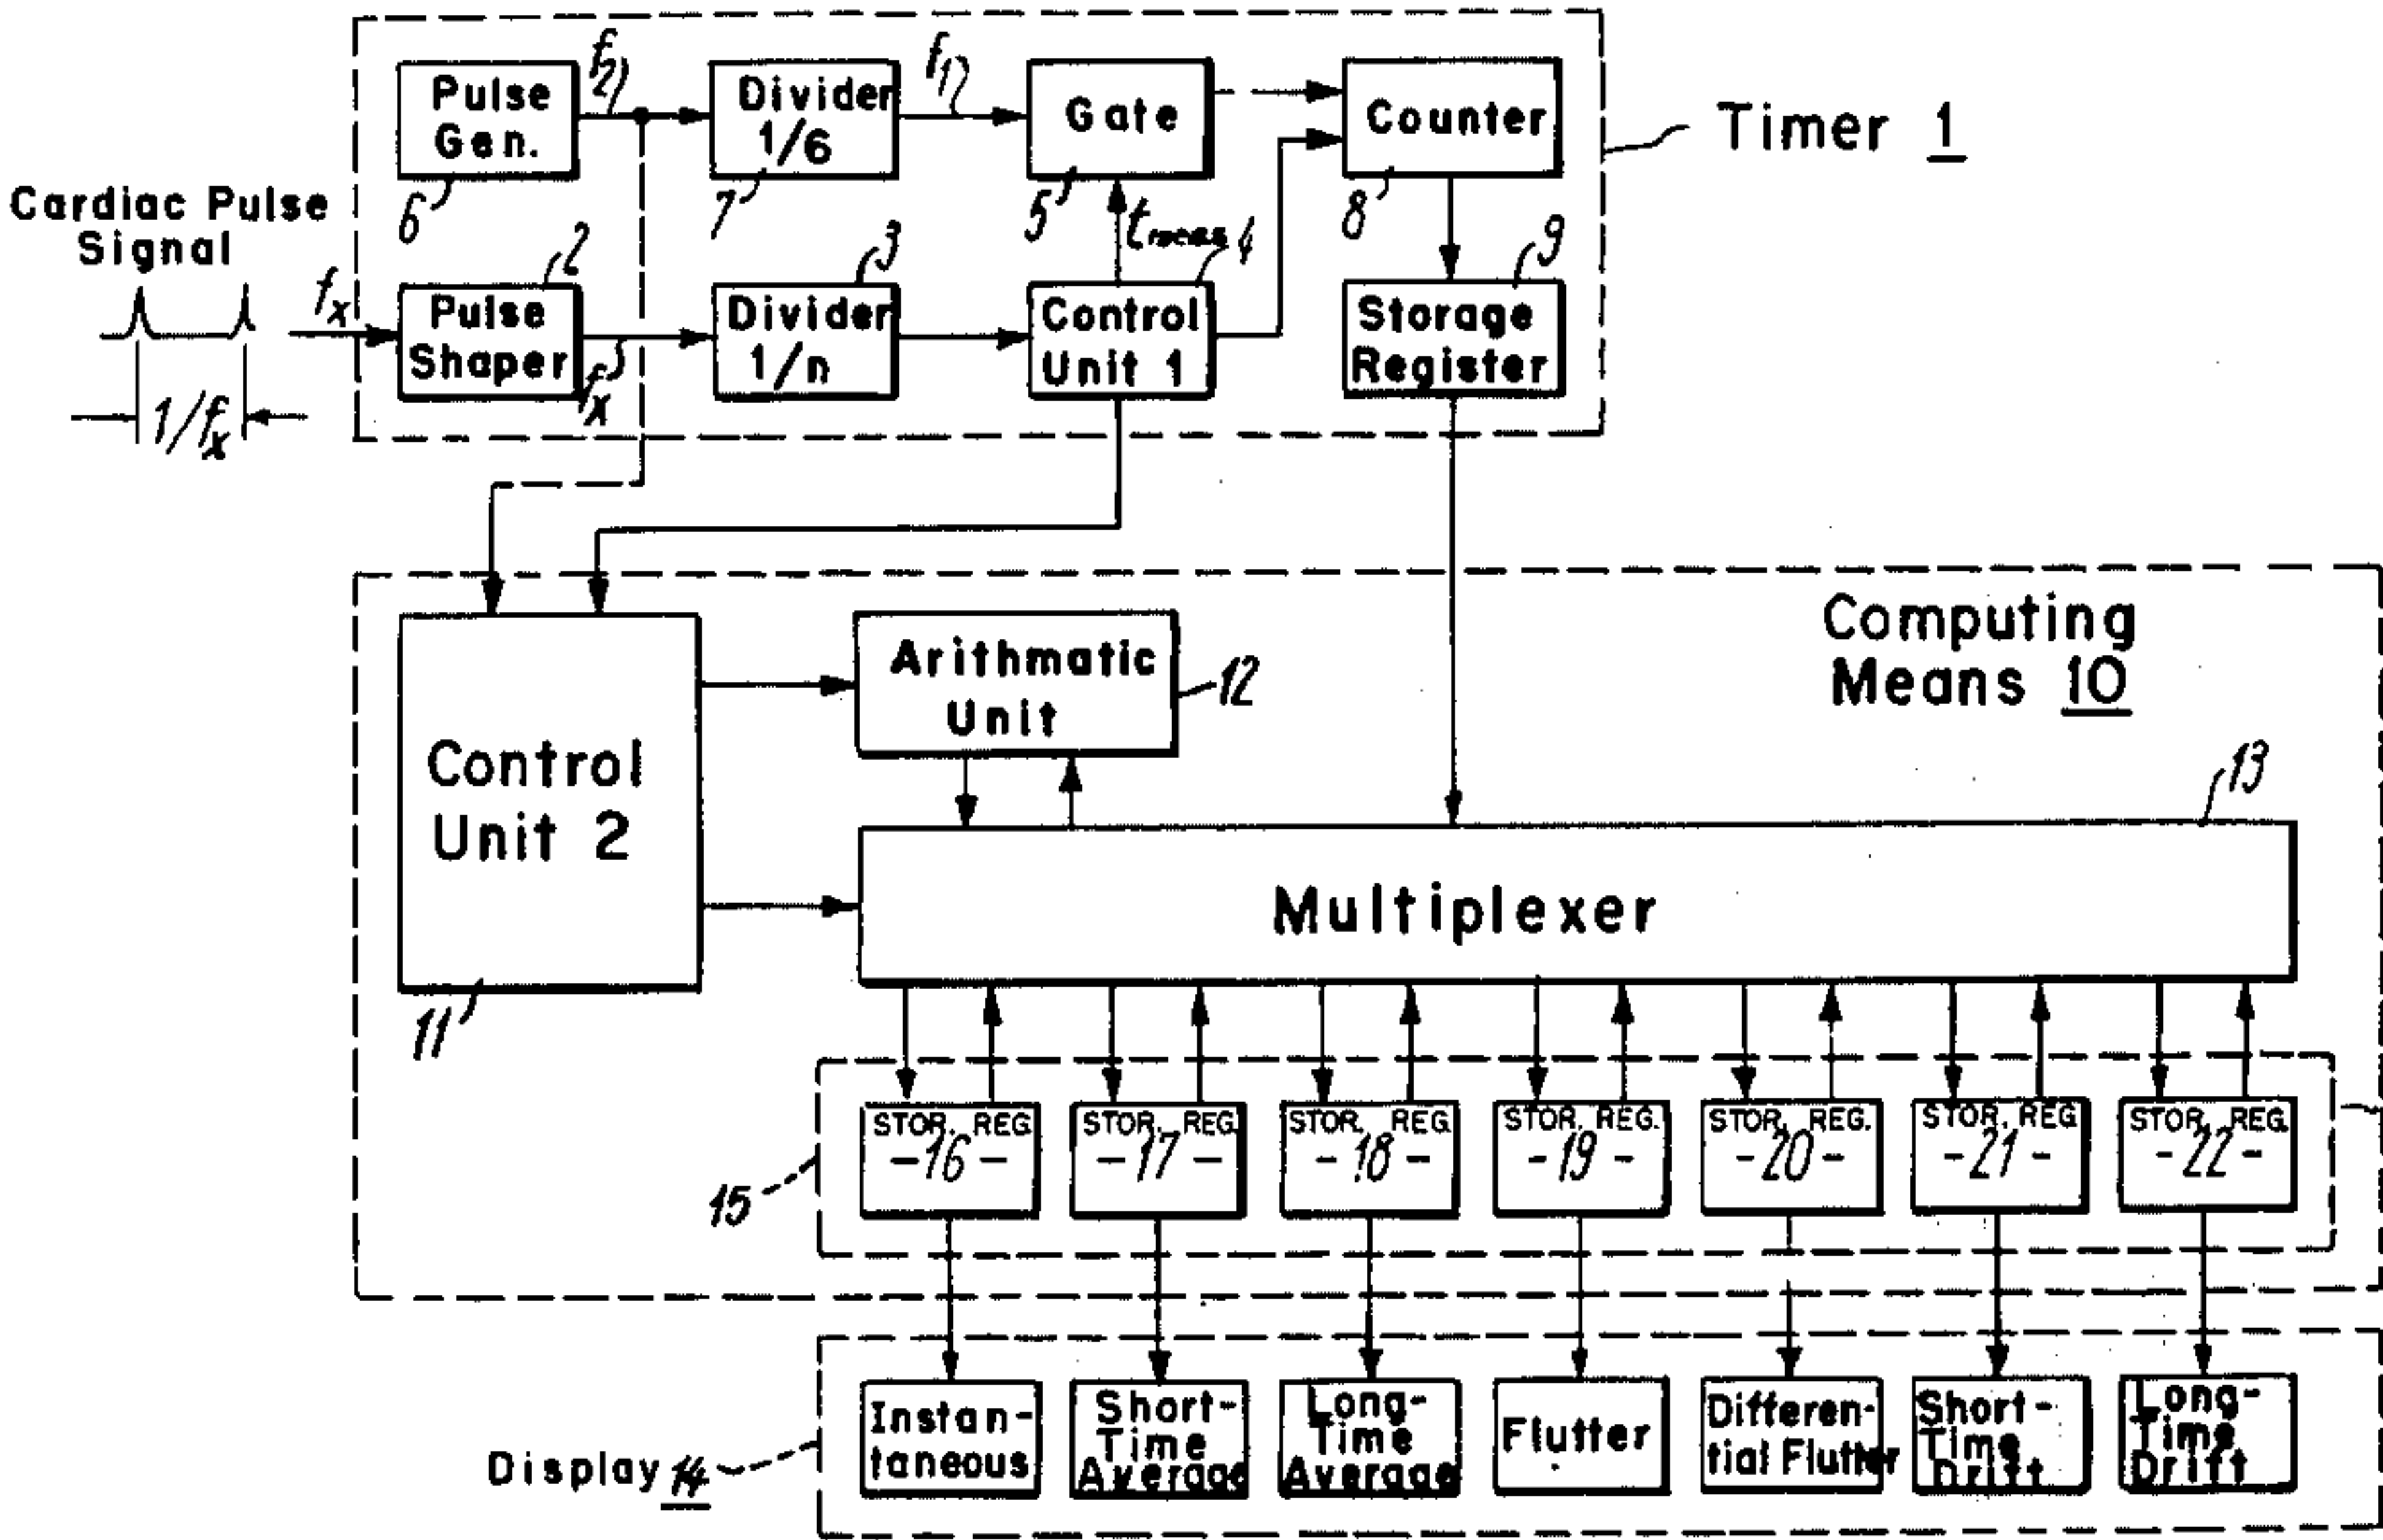 Pulse
Gen.
6
f2
Divider
1/6
7
f1
Gate
5
Counter
8
Timer 1
Cardiac Pulse
Signal
fx
1/fx
Pulse
Shaper
2
fx
Divider
1/n
3
tmeas
Control
Unit 1
4
Storage
Register
9
Computing
Means 10
Control
Unit 2
11
Arithmatic
Unit
12
Multiplexer
13
15
STOR. REG.
-16-
STOR. REG.
-17-
STOR. REG.
-18-
STOR. REG.
-19-
STOR. REG.
-20-
STOR. REG.
-21-
STOR. REG.
-22-
Display 14
Instan-
taneous
Short-
Time
Average
Long-
Time
Average
Flutter
Differen-
tial Flutter
Short-
Time
Drift
Long-
Time
Drift